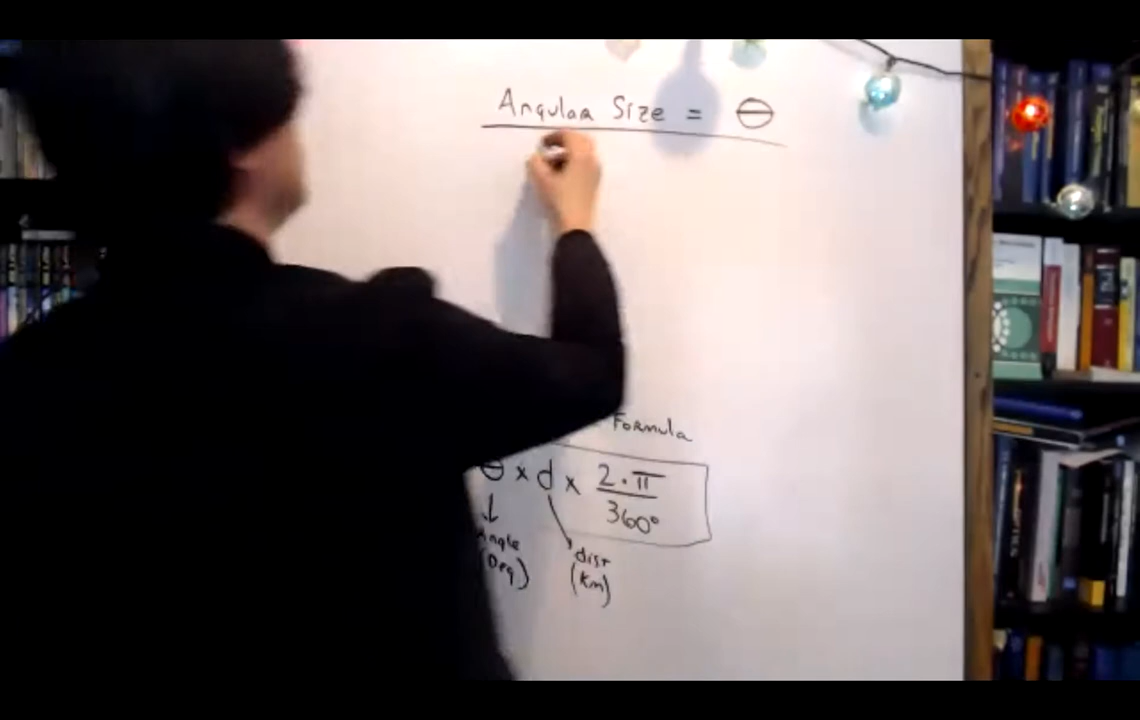 Angular Size = θ
Formula
θ x d x 2 · π / 360°
Angle dist
(Deg) (Km)